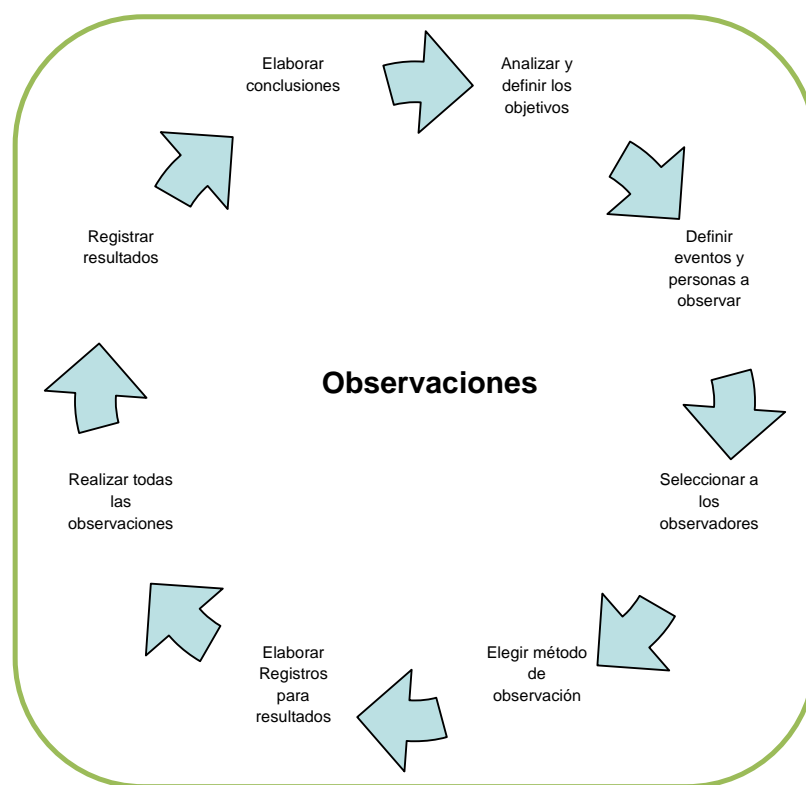 Elaborar
conclusiones
Analizar y
definir los
objetivos
Definir
eventos y
personas a
observar
Seleccionar a
los
observadores
Elegir método
de
observación
Elaborar
Registros
para
resultados
Realizar todas
las
observaciones
Registrar
resultados
Observaciones